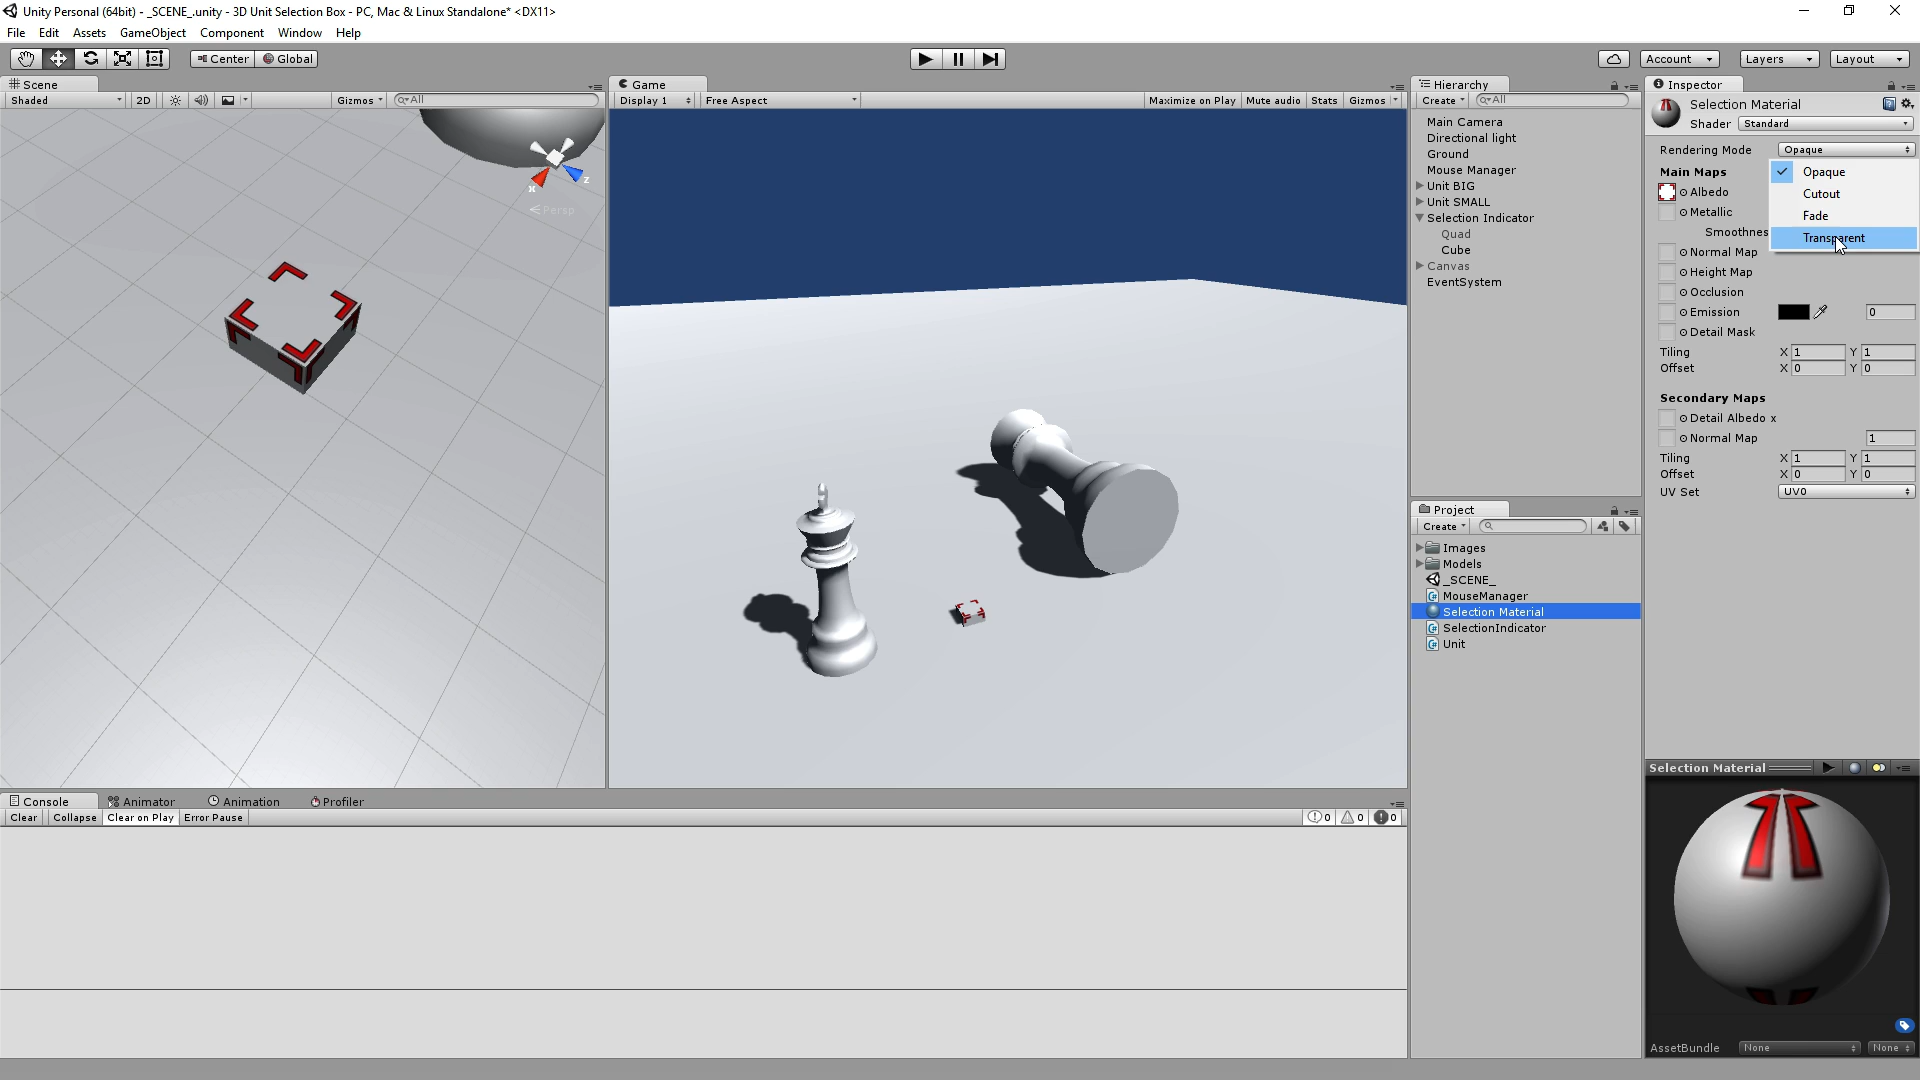 Unity Personal (64bit) - _SCENE_.unity - 3D Unit Selection Box - PC, Mac & Linux Standalone* <DX11>
File Edit Assets GameObject Component Window Help
Center Global
Account Layers Layout
Scene
Shaded 2D Gizmos All
x z
Persp
Game
Display 1 Free Aspect Maximize on Play Mute audio Stats Gizmos
Hierarchy
Create All
Main Camera
Directional light
Ground
Mouse Manager
Unit BIG
Unit SMALL
Selection Indicator
Quad
Cube
Canvas
EventSystem
Project
Create
Images
Models
_SCENE_
MouseManager
Selection Material
SelectionIndicator
Unit
Inspector
Selection Material
Shader Standard
Rendering Mode Opaque
Opaque
Cutout
Fade
Transparent
Main Maps
Albedo
Metallic
Smoothnes
Normal Map
Height Map
Occlusion
Emission 0
Detail Mask
Tiling X 1 Y 1
Offset X 0 Y 0
Secondary Maps
Detail Albedo x
Normal Map 1
Tiling X 1 Y 1
Offset X 0 Y 0
UV Set UV0
Selection Material
AssetBundle None None
Console Animator Animation Profiler
Clear Collapse Clear on Play Error Pause 0 0 0